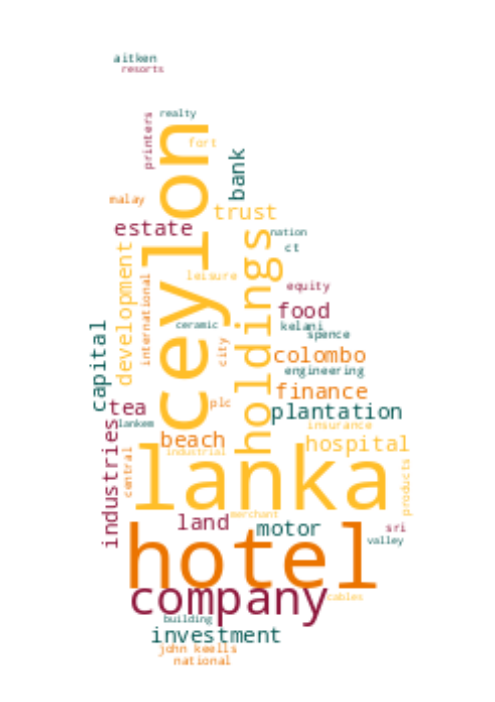 aitken
resorts
realty
printers
fort
ceylon
bank
malay
trust
estate
nation
ct
holdings
development
international
leisure
equity
food
ceramic
kelani
spence
capital
city
colombo
engineering
finance
tea
plc
plantation
lankem
insurance
industries
beach
hospital
industrial
central
lanka
products
merchant
land
motor
sri
valley
hotel
company
cables
building
investment
john keells
national